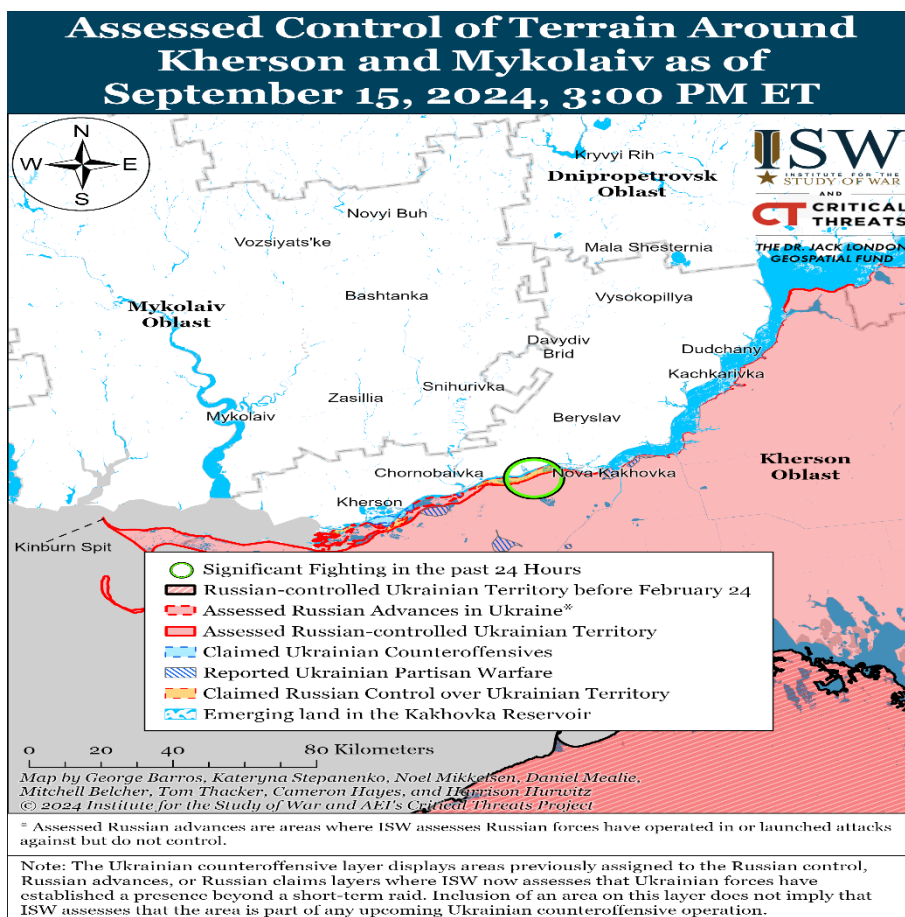 Assessed Control of Terrain Around
Kherson and Mykolaiv as of
September 15, 2024, 3:00 PM ET
N
W E
S
Kryvyi Rih
Dnipropetrovsk
Oblast
ISW
INSTITUTE FOR THE
STUDY OF WAR
AND
CT CRITICAL
THREATS
THE DR. JACK LONDON
GEOSPATIAL FUND
Novyi Buh
Vozsiyats'ke
Mala Shesternia
Bashtanka
Vysokopillya
Mykolaiv
Oblast
Davydiv
Brid
Dudchany
Kachkarivka
Snihurivka
Zasillia
Mykolaiv
Beryslav
Kherson
Oblast
Chornobaivka
Nova Kakhovka
Kherson
Kinburn Spit
Significant Fighting in the past 24 Hours
Russian-controlled Ukrainian Territory before February 24
Assessed Russian Advances in Ukraine*
Assessed Russian-controlled Ukrainian Territory
Claimed Ukrainian Counteroffensives
Reported Ukrainian Partisan Warfare
Claimed Russian Control over Ukrainian Territory
Emerging land in the Kakhovka Reservoir
0 20 40 80 Kilometers
Map by George Barros, Kateryna Stepanenko, Noel Mikkelsen, Daniel Mealie,
Mitchell Belcher, Tom Thacker, Cameron Hayes, and Harrison Hurwitz
© 2024 Institute for the Study of War and AEI's Critical Threats Project
* Assessed Russian advances are areas where ISW assesses Russian forces have operated in or launched attacks
against but do not control.
Note: The Ukrainian counteroffensive layer displays areas previously assigned to the Russian control,
Russian advances, or Russian claims layers where ISW now assesses that Ukrainian forces have
established a presence beyond a short-term raid. Inclusion of an area on this layer does not imply that
ISW assesses that the area is part of any upcoming Ukrainian counteroffensive operation.